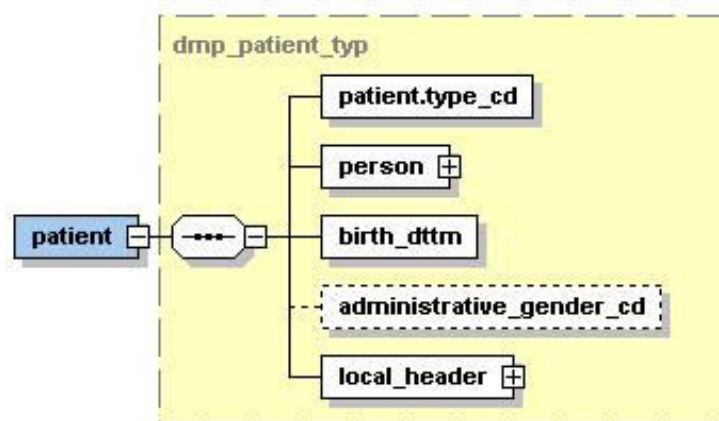 dmp_patient_typ
patient.type_cd
person
patient
birth_dttm
administrative_gender_cd
local_header